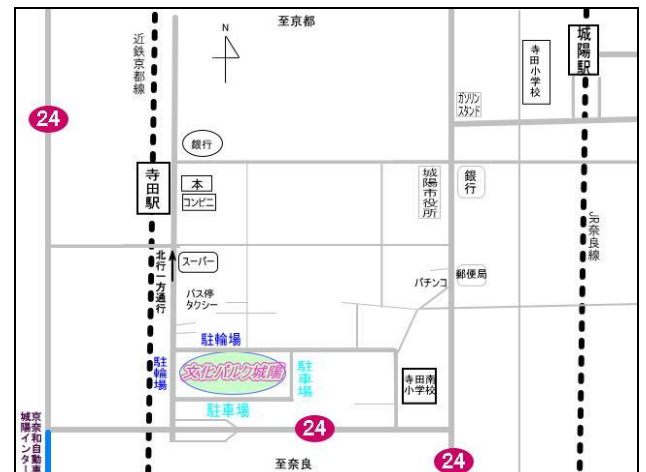 至京都
N
近鉄京都線
24
城陽駅
寺田小学校
ガソリン
スタンド
銀行
寺田駅
本
コンビニ
城陽市役所
銀行
JR奈良線
北行一方通行
スーパー
バス停
タクシー
パチンコ
郵便局
駐輪場
駐輪場
文化パルク城陽
駐車場
寺田南
小学校
駐車場
24
京奈和自動車
城陽インター
至奈良
24